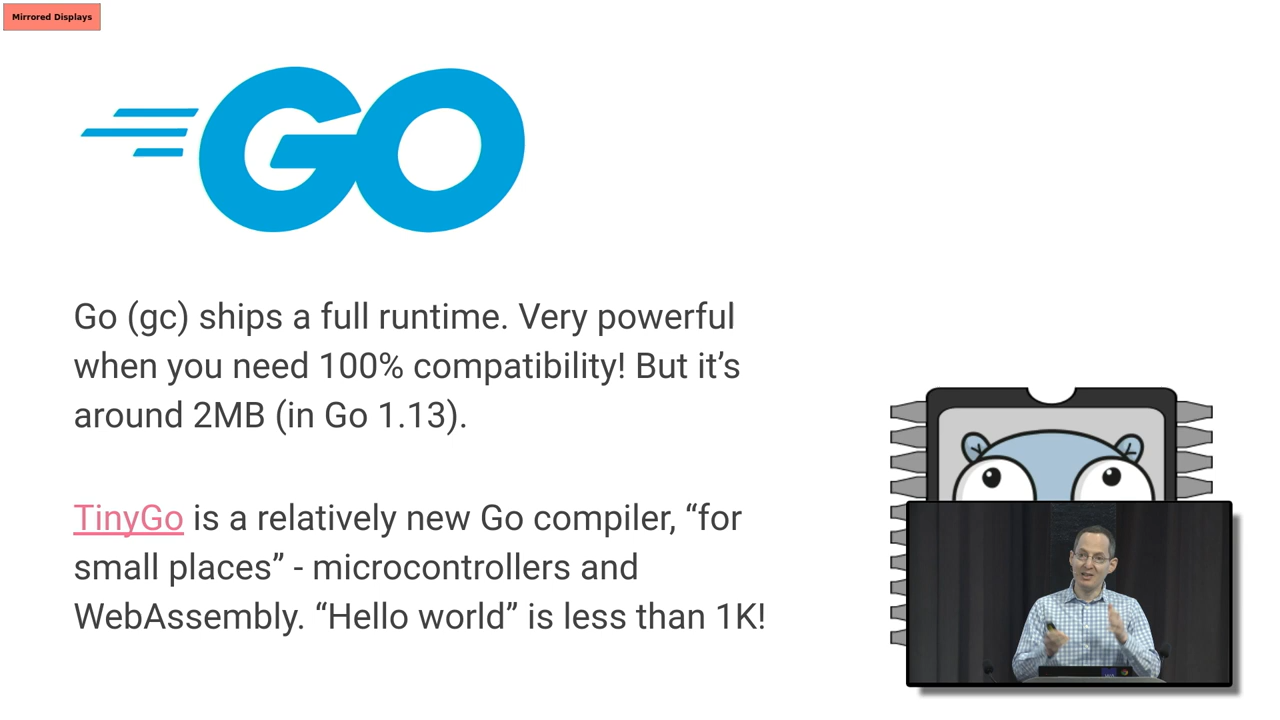 Mirrored Displays
GO
Go (gc) ships a full runtime. Very powerful
when you need 100% compatibility! But it’s
around 2MB (in Go 1.13).
TinyGo is a relatively new Go compiler, “for
small places” - microcontrollers and
WebAssembly. “Hello world” is less than 1K!